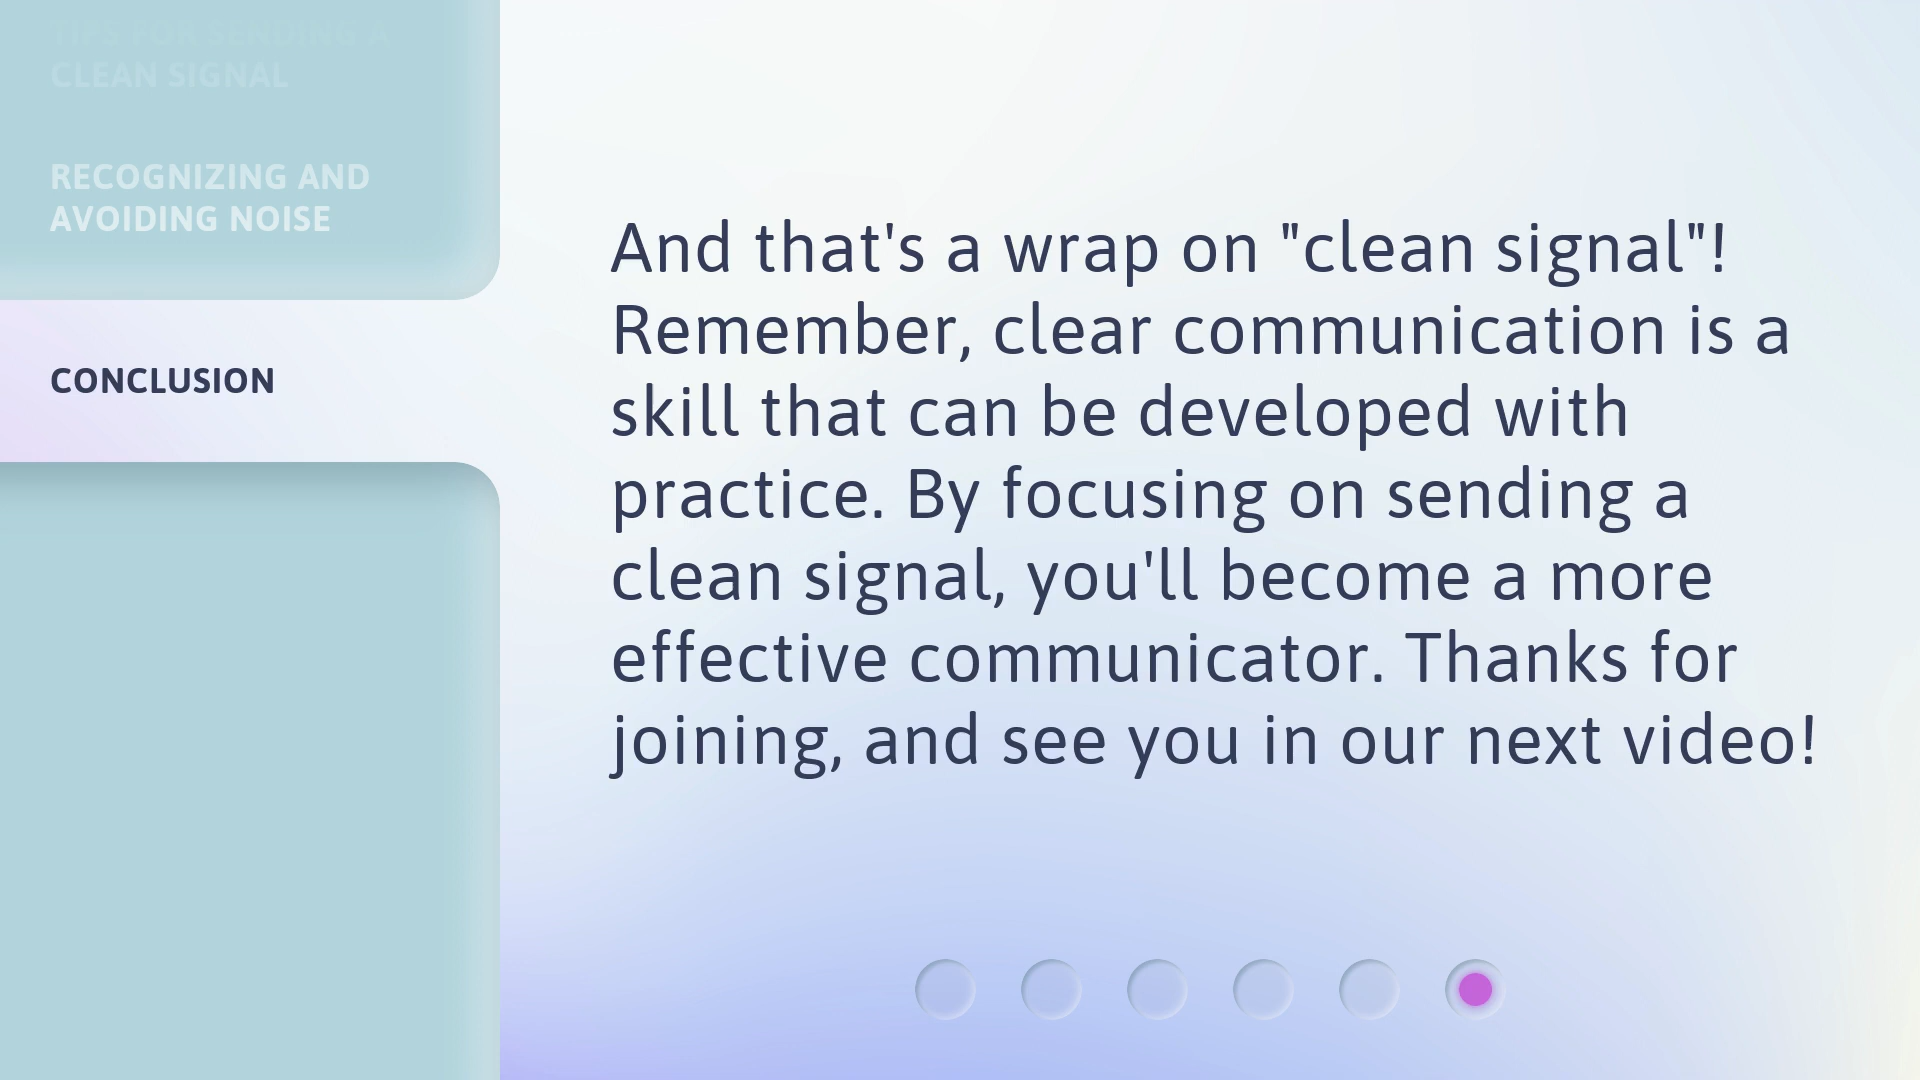 TIPS FOR SENDING A
CLEAN SIGNAL
RECOGNIZING AND
AVOIDING NOISE
CONCLUSION
And that's a wrap on "clean signal"!
Remember, clear communication is a
skill that can be developed with
practice. By focusing on sending a
clean signal, you'll become a more
effective communicator. Thanks for
joining, and see you in our next video!